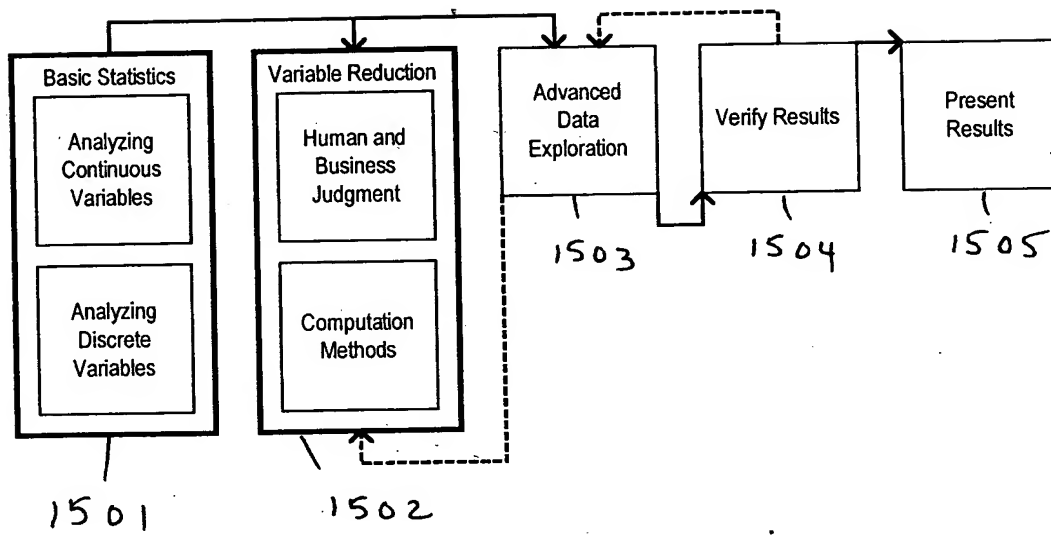 Basic Statistics
Analyzing
Continuous
Variables
Analyzing
Discrete
Variables
1501
Variable Reduction
Human and
Business
Judgment
Computation
Methods
1502
Advanced
Data
Exploration
1503
Verify Results
1504
Present
Results
1505